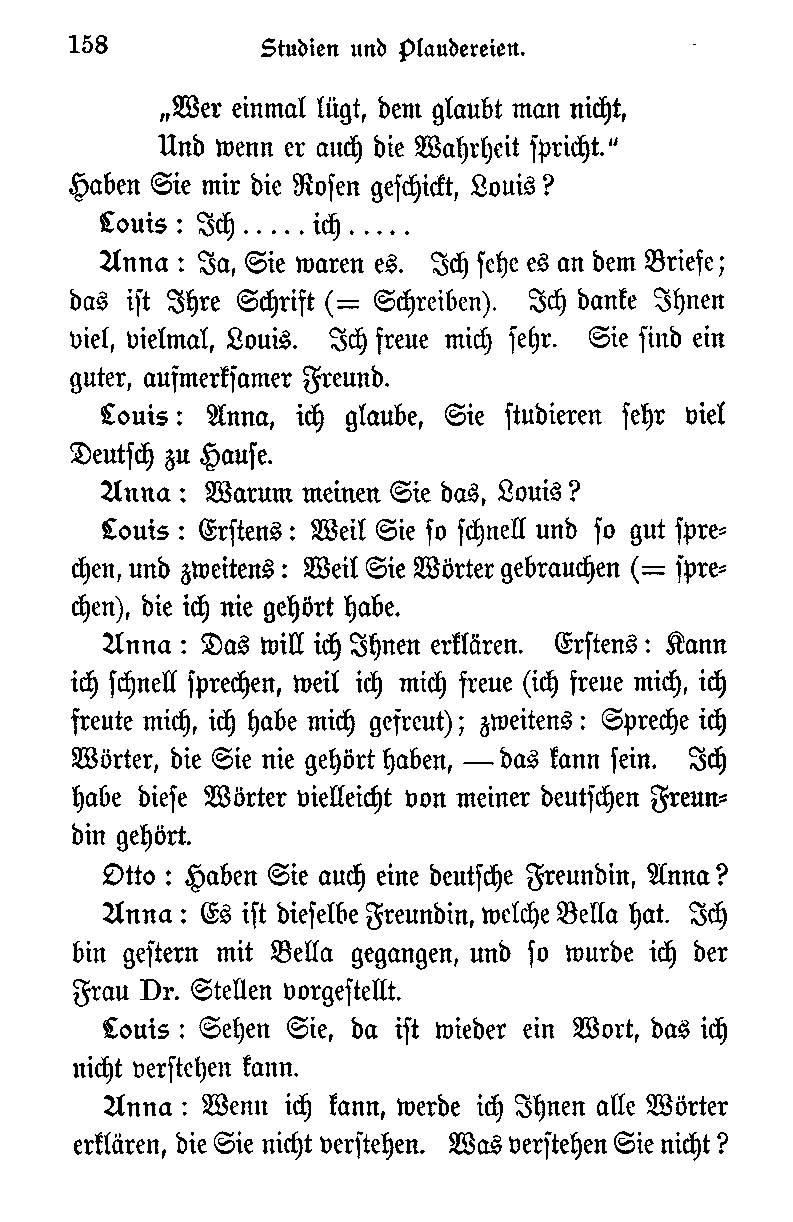 158 Studien und Plaudereien.
„Wer einmal lügt, dem glaubt man nicht,
Und wenn er auch die Wahrheit spricht."
Haben Sie mir die Rosen geschickt, Louis?
Louis: Ich ..... ich .....
Anna: Ja, Sie waren es. Ich sehe es an dem Briefe;
das ist Ihre Schrift (= Schreiben). Ich danke Ihnen
viel, vielmal, Louis. Ich freue mich sehr. Sie sind ein
guter, aufmerksamer Freund.
Louis: Anna, ich glaube, Sie studieren sehr viel
Deutsch zu Hause.
Anna: Warum meinen Sie das, Louis?
Louis: Erstens: Weil Sie so schnell und so gut spre-
chen, und zweitens: Weil Sie Wörter gebrauchen (= spre-
chen), die ich nie gehört habe.
Anna: Das will ich Ihnen erklären. Erstens: Kann
ich schnell sprechen, weil ich mich freue (ich freue mich, ich
freute mich, ich habe mich gefreut); zweitens: Spreche ich
Wörter, die Sie nie gehört haben, — das kann sein. Ich
habe diese Wörter vielleicht von meiner deutschen Freun-
din gehört.
Otto: Haben Sie auch eine deutsche Freundin, Anna?
Anna: Es ist dieselbe Freundin, welche Bella hat. Ich
bin gestern mit Bella gegangen, und so wurde ich der
Frau Dr. Stellen vorgestellt.
Louis: Sehen Sie, da ist wieder ein Wort, das ich
nicht verstehen kann.
Anna: Wenn ich kann, werde ich Ihnen alle Wörter
erklären, die Sie nicht verstehen. Was verstehen Sie nicht?